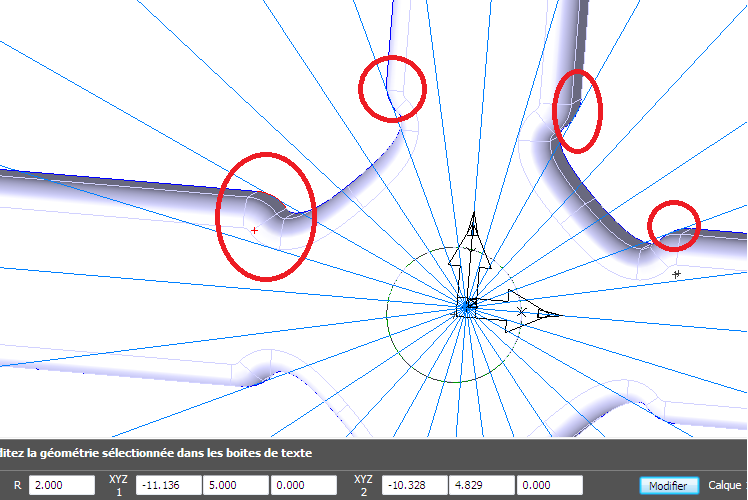 ditez la géométrie sélectionnée dans les boites de texte
R 2.000 XYZ 1 -11.136 5.000 0.000 XYZ 2 -10.328 4.829 0.000 Modifier Calque :